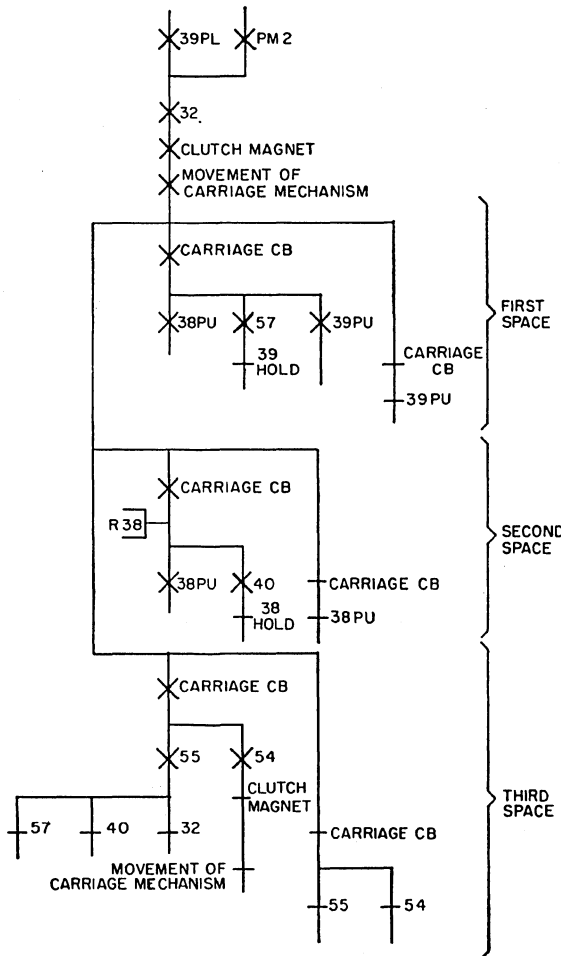 39PL
PM2
32.
CLUTCH MAGNET
MOVEMENT OF
CARRIAGE MECHANISM
CARRIAGE CB
38PU
57
39PU
39
HOLD
CARRIAGE
CB
39PU
FIRST
SPACE
CARRIAGE CB
R38
38PU
40
38
HOLD
CARRIAGE CB
38PU
SECOND
SPACE
CARRIAGE CB
55
54
CLUTCH
MAGNET
57
40
32
MOVEMENT OF
CARRIAGE MECHANISM
CARRIAGE CB
55
54
THIRD
SPACE